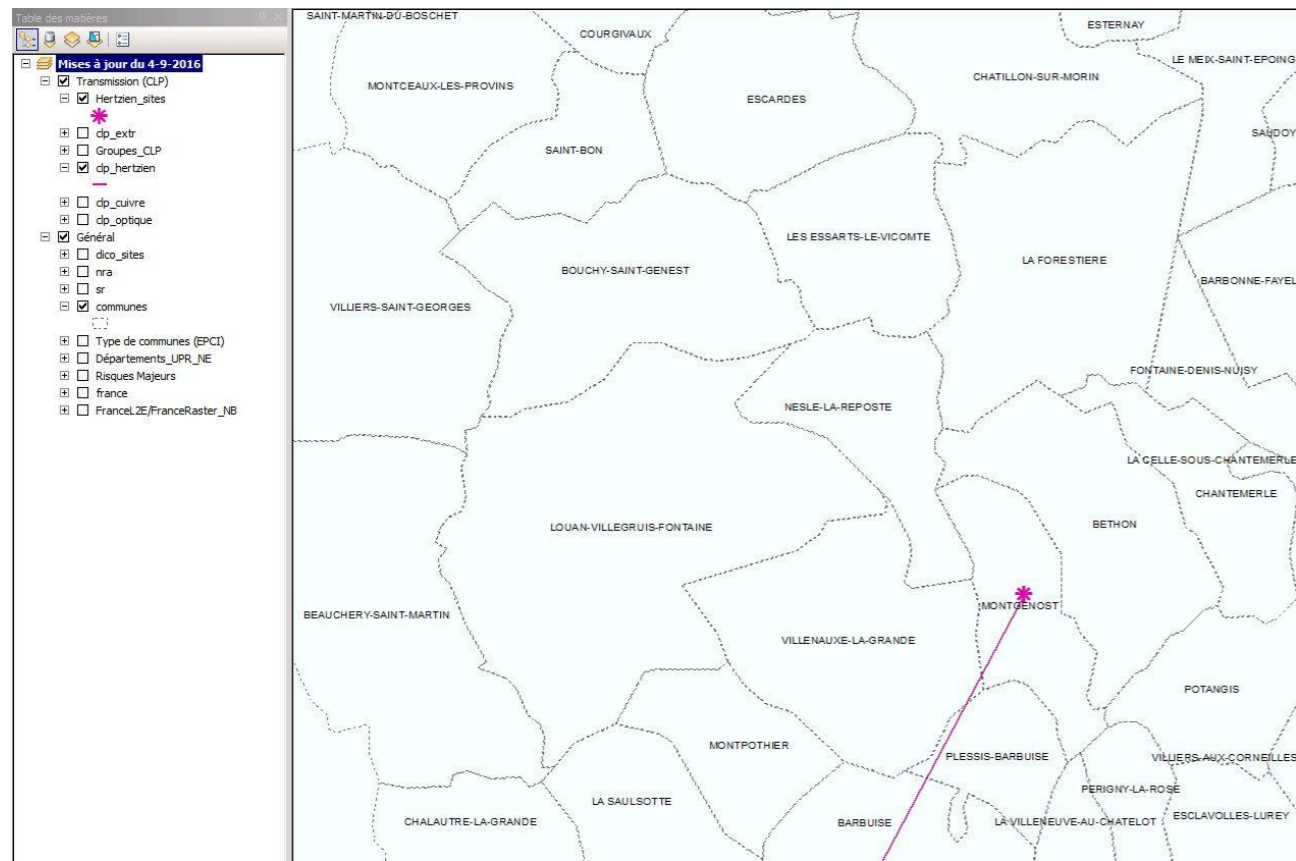 Table des matières
Mises à jour du 4-9-2016
Transmission (CLP)
Hertzien_sites
clp_extr
Groupes_CLP
clp_hertzien
clp_cuivre
clp_optique
Général
dico_sites
nra
sr
communes
Type de communes (EPCI)
Départements_UPR_NE
Risques Majeurs
france
FranceL2E/FranceRaster_NB
SAINT-MARTIN-DU-BOSCHET
COURGIVAUX
ESTERNAY
LE MEIX-SAINT-EPOING
MONTCEAUX-LES-PROVINS
ESCARDES
CHATILLON-SUR-MORIN
SAUDOY
SAINT-BON
LES ESSARTS-LE-VICOMTE
BOUCHY-SAINT-GENEST
LA FORESTIERE
VILLIERS-SAINT-GEORGES
BARBONNE-FAYEL
FONTAINE-DENIS-NUISY
NESLE-LA-REPOSTE
LA CELLE-SOUS-CHANTEMERLE
CHANTEMERLE
LOUAN-VILLEGRUIS-FONTAINE
BETHON
MONTGENOST
BEAUCHERY-SAINT-MARTIN
VILLENAUXE-LA-GRANDE
POTANGIS
MONTPOTHIER
PLESSIS-BARBUISE
VILLIERS-AUX-CORNEILLES
PERIGNY-LA-ROSE
LA SAULSOTTE
CHALAUTRE-LA-GRANDE
BARBUISE
LA VILLENEUVE-AU-CHATELOT
ESCLAVOLLES-LUREY